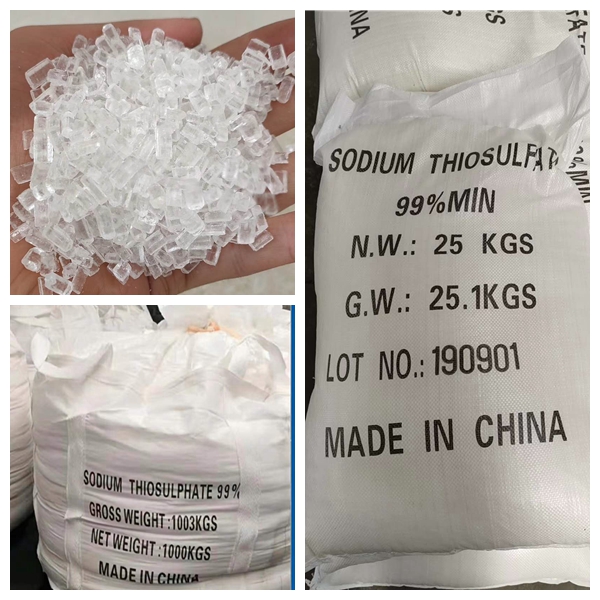 SODIUM THIOSULFATE
99%MIN
N.W.: 25 KGS
G.W.: 25.1KGS
LOT NO.: 190901
MADE IN CHINA
SODIUM THIOSULPHATE 99%
GROSS WEIGHT:1003KGS
NET WEIGHT:1000KGS
MADE IN CHINA